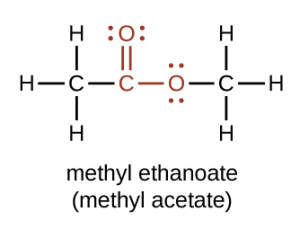 H :O: H
H C C O C H
H H
methyl ethanoate
(methyl acetate)